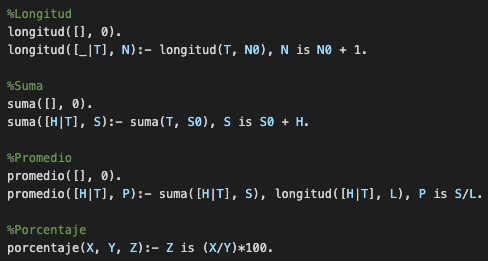 %Longitud
longitud([], 0).
longitud([_|T], N):- longitud(T, N0), N is N0 + 1.
%Suma
suma([], 0).
suma([H|T], S):- suma(T, S0), S is S0 + H.
%Promedio
promedio([], 0).
promedio([H|T], P):- suma([H|T], S), longitud([H|T], L), P is S/L.
%Porcentaje
porcentaje(X, Y, Z):- Z is (X/Y)*100.